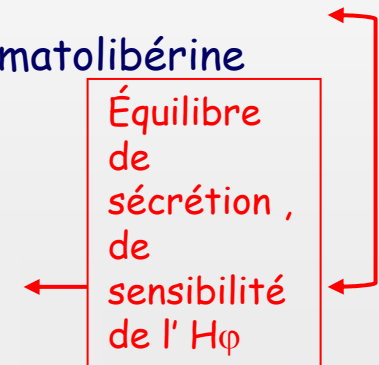 matolibérine
Équilibre
de
sécrétion ,
de
sensibilité
de l' Hφ